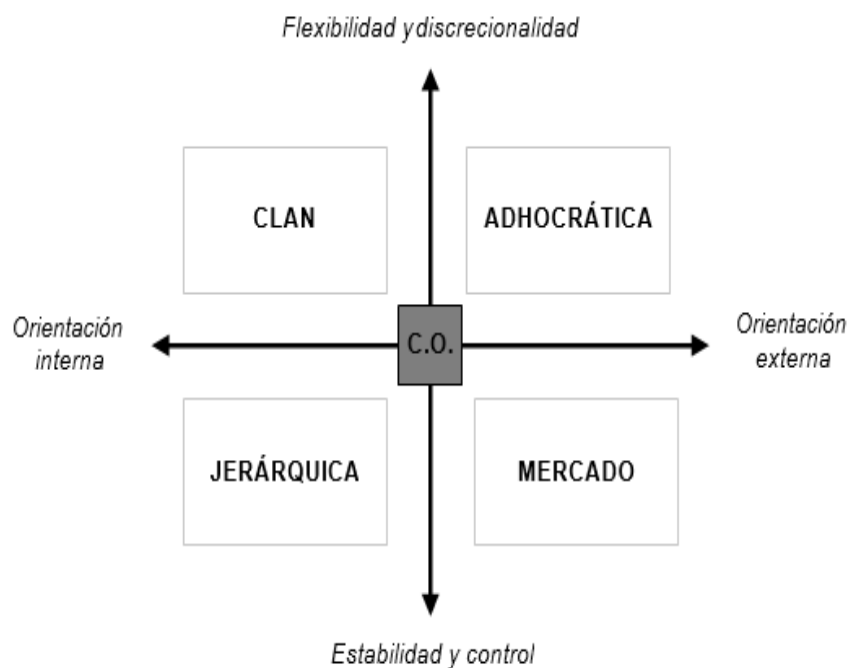 Flexibilidad y discrecionalidad
CLAN
ADHOCRÁTICA
Orientación
interna
C.O.
Orientación
externa
JERÁRQUICA
MERCADO
Estabilidad y control